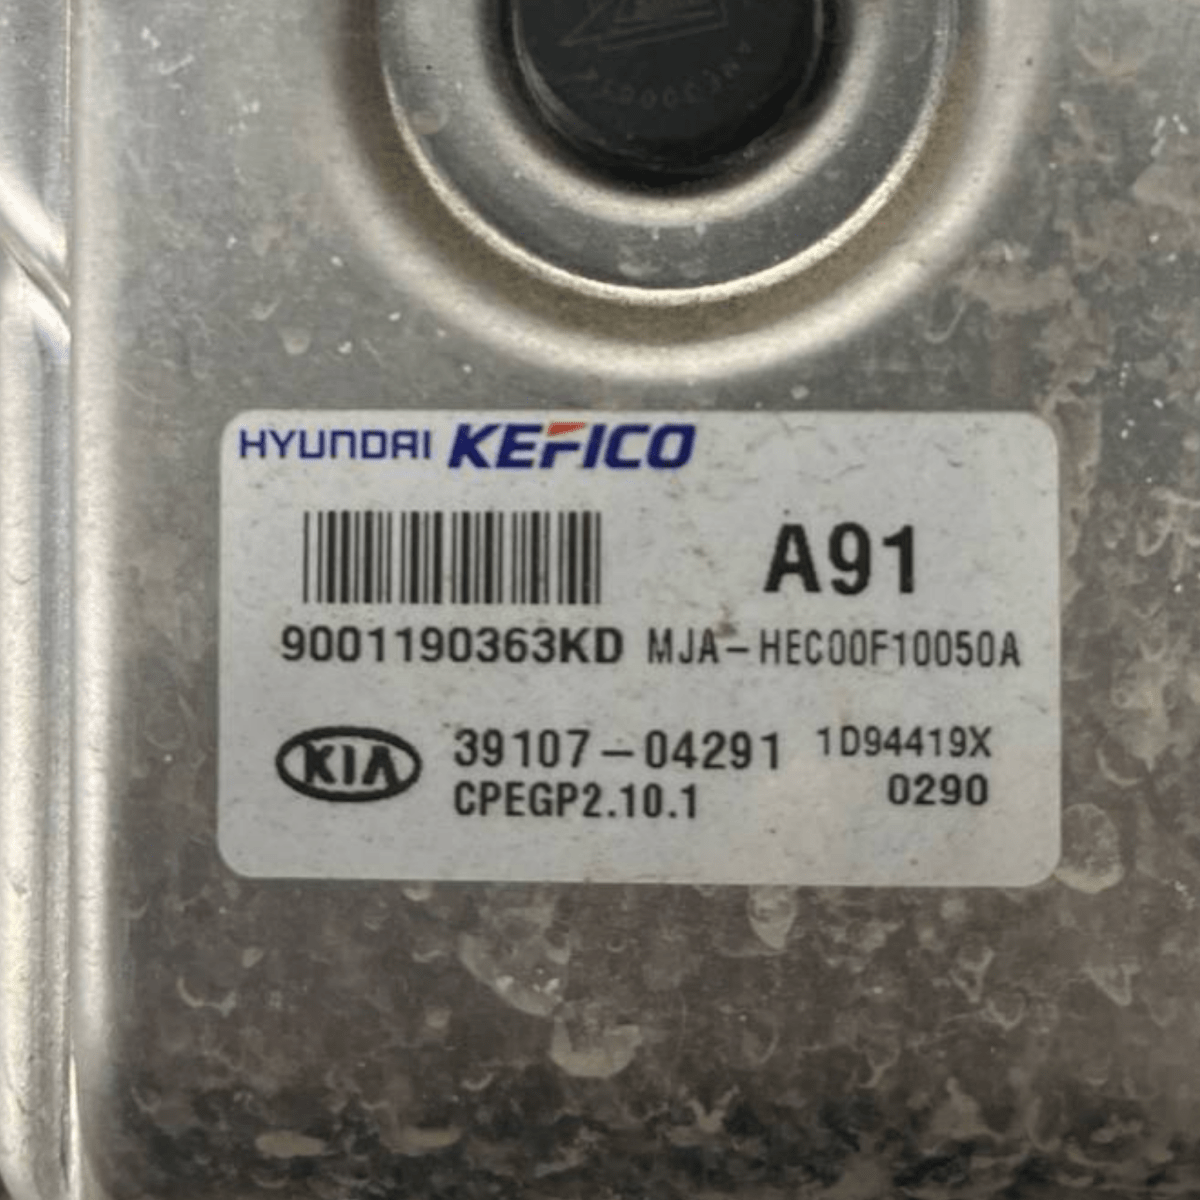 HYUNDAI KEFICO
A91
9001190363KD MJA-HEC00F10050A
KIA 39107-04291 1D94419X
CPEGP2.10.1 0290